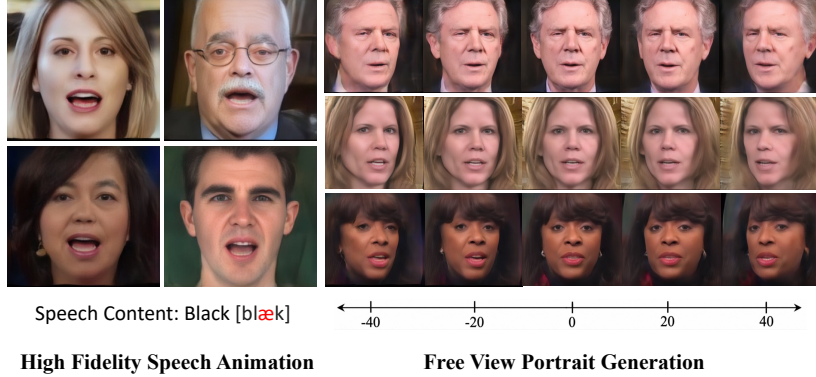 Speech Content: Black [blæk]
-40 -20 0 20 40
High Fidelity Speech Animation
Free View Portrait Generation